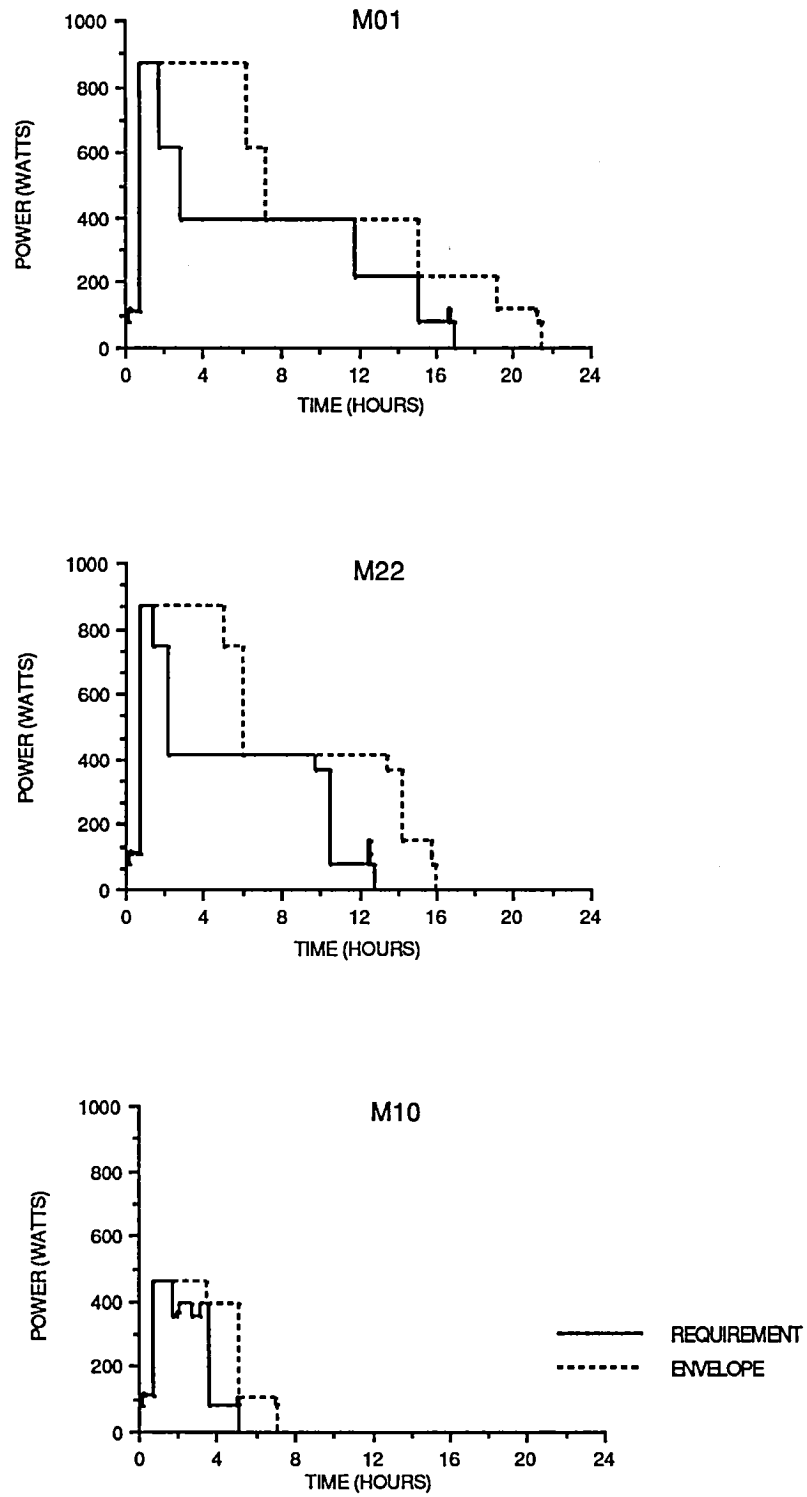 M01
1000
800
600
400
200
0
POWER (WATTS)
0 4 8 12 16 20 24
TIME (HOURS)
M22
1000
800
600
400
200
0
POWER (WATTS)
0 4 8 12 16 20 24
TIME (HOURS)
M10
1000
800
600
400
200
0
POWER (WATTS)
0 4 8 12 16 20 24
TIME (HOURS)
REQUIREMENT
ENVELOPE